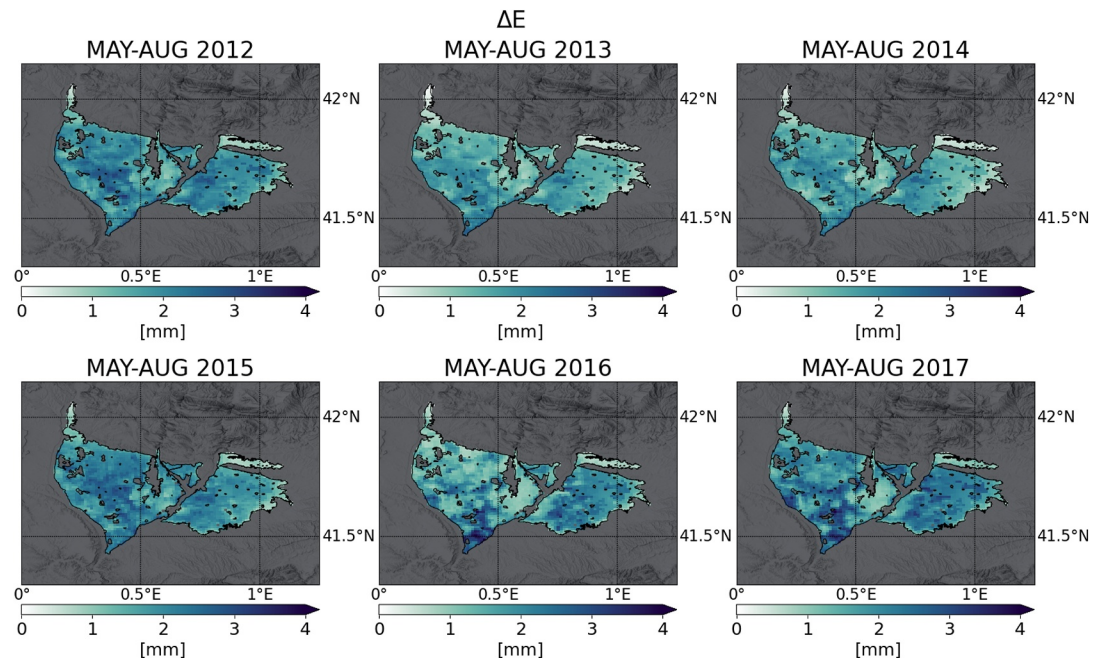 ΔE
MAY-AUG 2012
MAY-AUG 2013
MAY-AUG 2014
42°N
42°N
42°N
41.5°N
41.5°N
41.5°N
0° 0.5°E 1°E
0° 0.5°E 1°E
0° 0.5°E 1°E
0 1 2 3 4
0 1 2 3 4
0 1 2 3 4
[mm]
[mm]
[mm]
MAY-AUG 2015
MAY-AUG 2016
MAY-AUG 2017
42°N
42°N
42°N
41.5°N
41.5°N
41.5°N
0° 0.5°E 1°E
0° 0.5°E 1°E
0° 0.5°E 1°E
0 1 2 3 4
0 1 2 3 4
0 1 2 3 4
[mm]
[mm]
[mm]